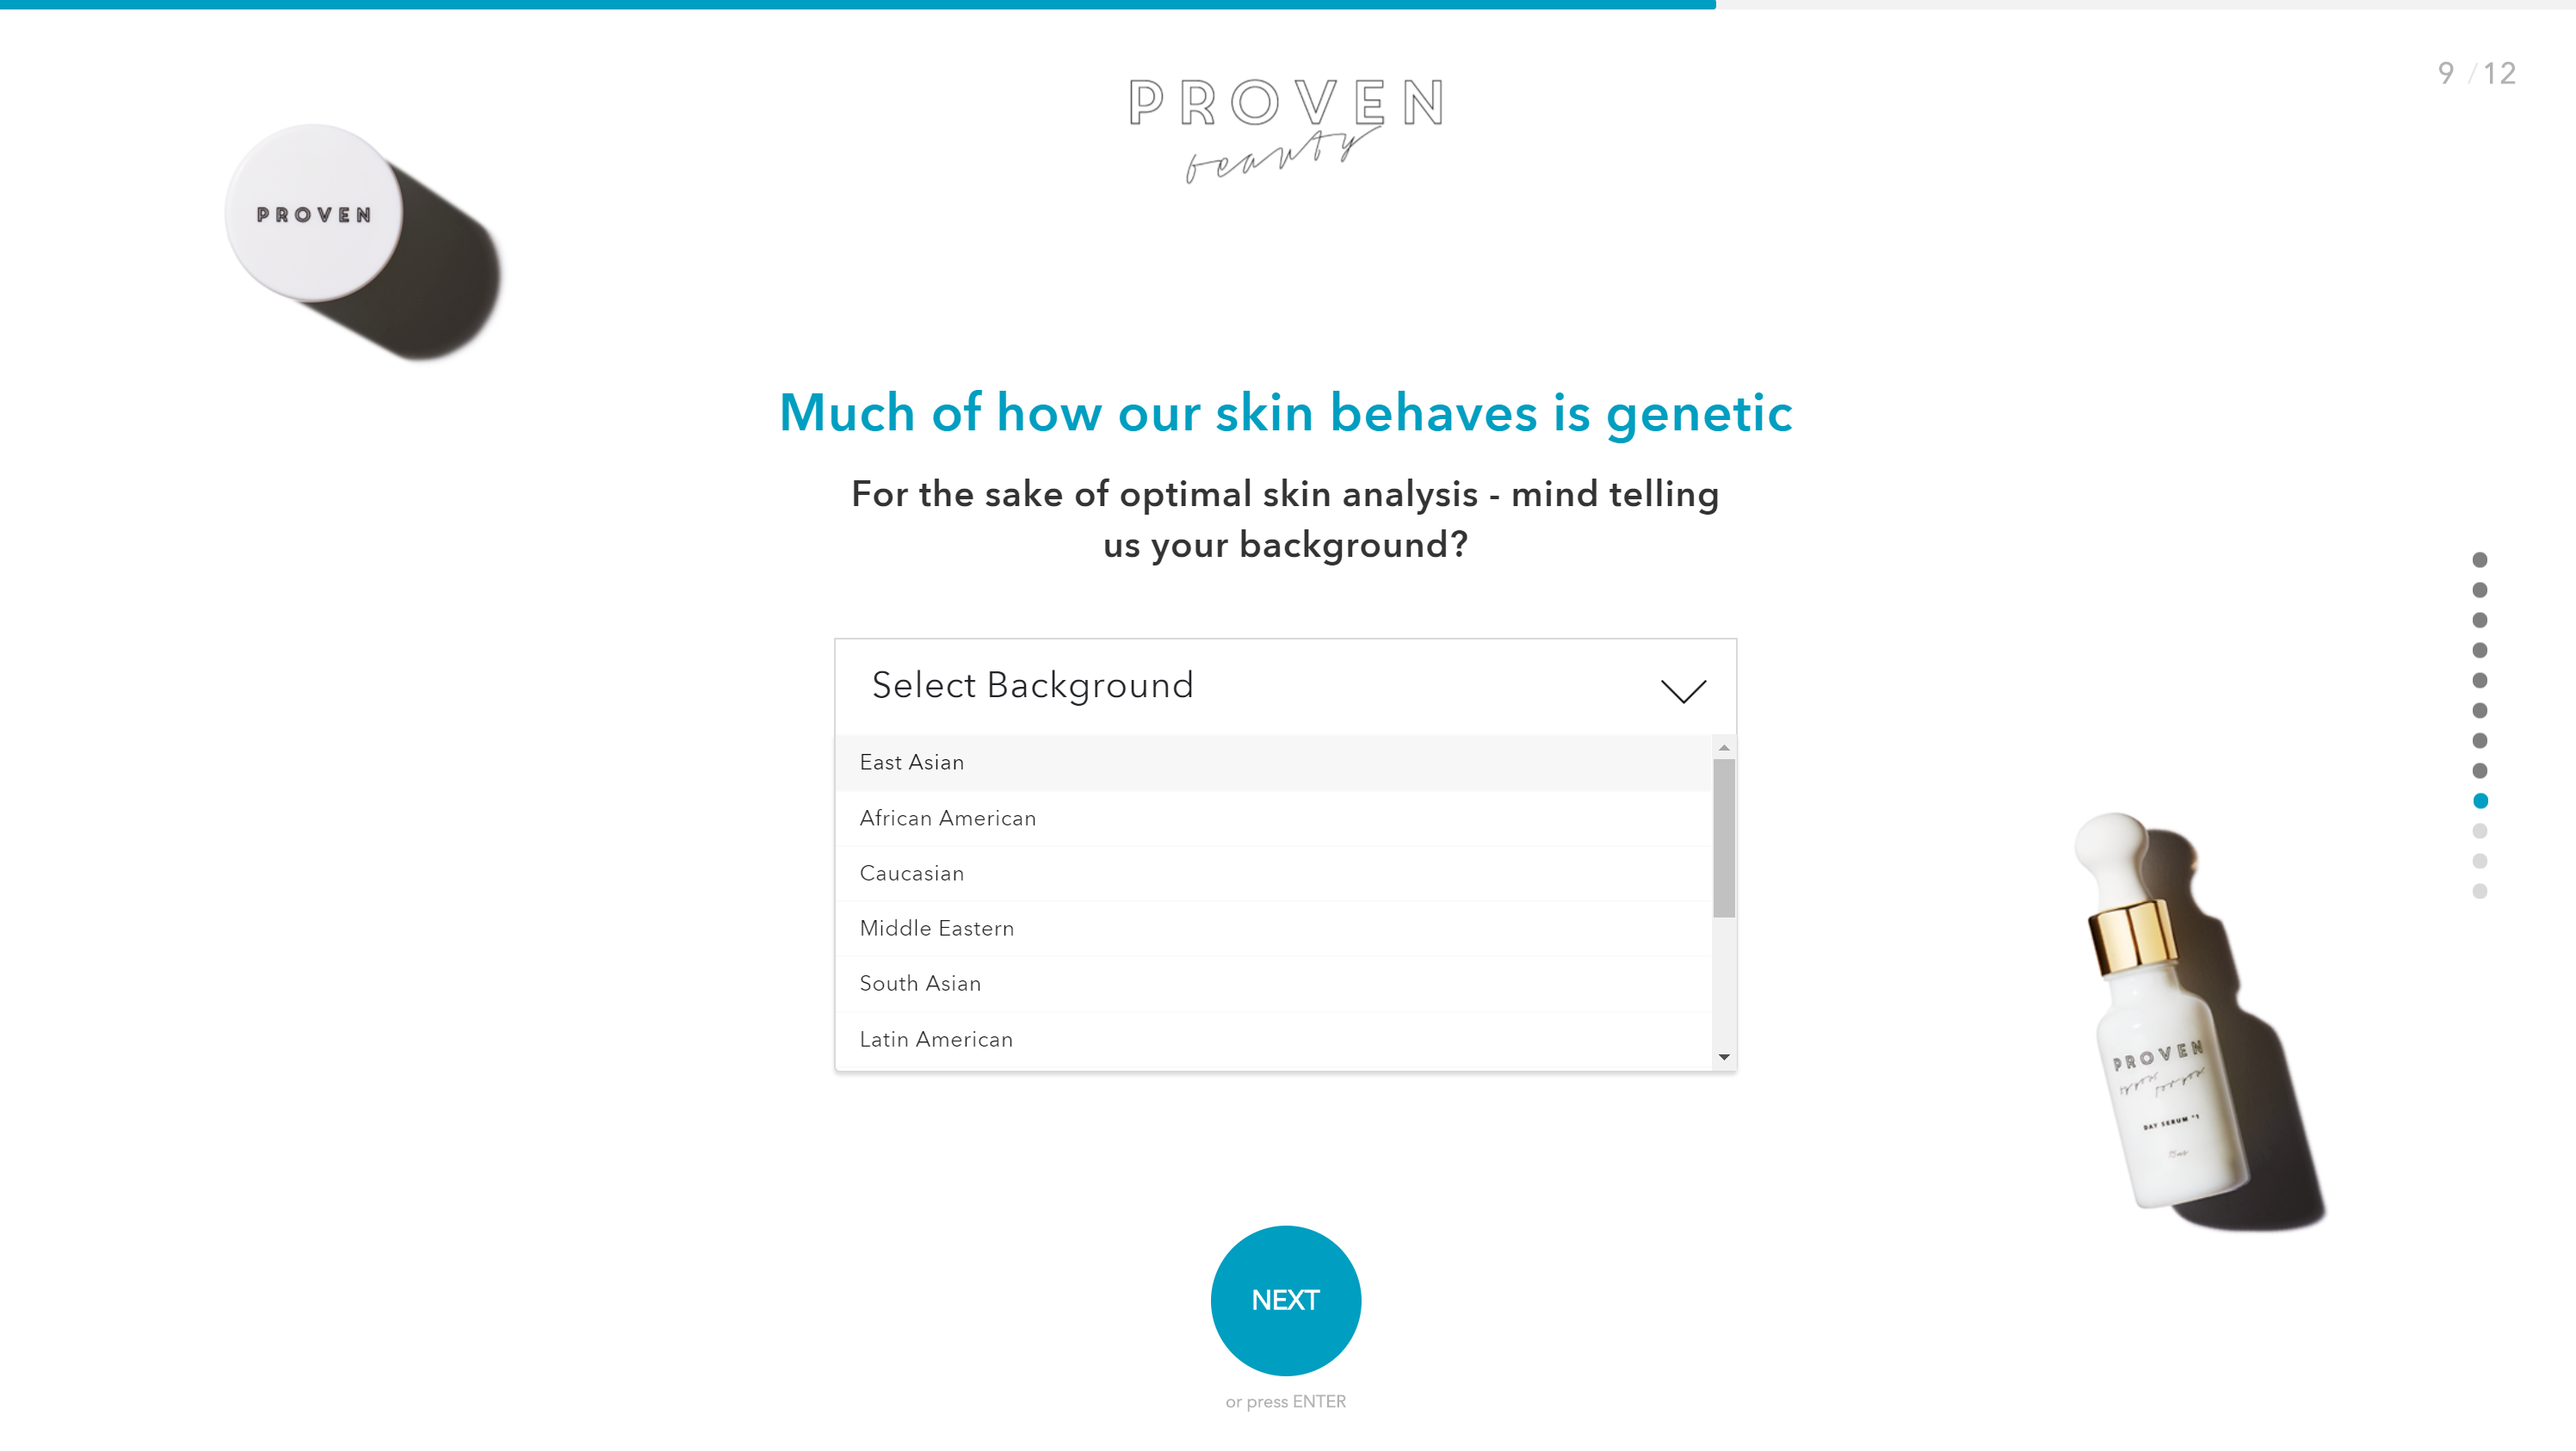 9 / 12
PROVEN
beauty
PROVEN
Much of how our skin behaves is genetic
For the sake of optimal skin analysis - mind telling
us your background?
Select Background
East Asian
African American
Caucasian
Middle Eastern
South Asian
Latin American
PROVEN
DAY SERUM
NEXT
or press ENTER